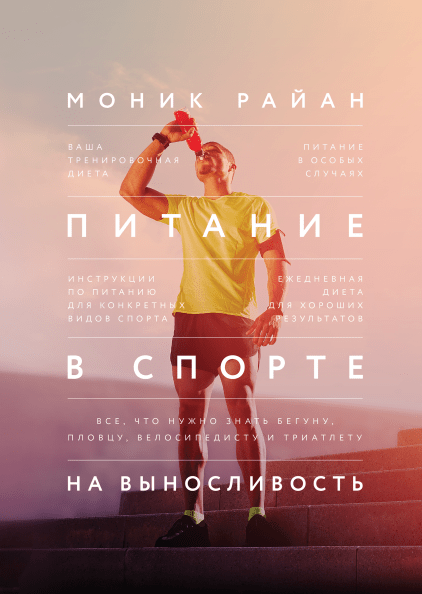 МОНИК РАЙАН
ВАША
ТРЕНИРОВОЧНАЯ
ДИЕТА
ПИТАНИЕ
В ОСОБЫХ
СЛУЧАЯХ
ПИТАНИЕ
ИНСТРУКЦИИ
ПО ПИТАНИЮ
ДЛЯ КОНКРЕТНЫХ
ВИДОВ СПОРТА
ЕЖЕДНЕВНАЯ
ДИЕТА
ДЛЯ ХОРОШИХ
РЕЗУЛЬТАТОВ
В СПОРТЕ
ВСЕ, ЧТО НУЖНО ЗНАТЬ БЕГУНУ,
ПЛОВЦУ, ВЕЛОСИПЕДИСТУ И ТРИАТЛЕТУ
НА ВЫНОСЛИВОСТЬ